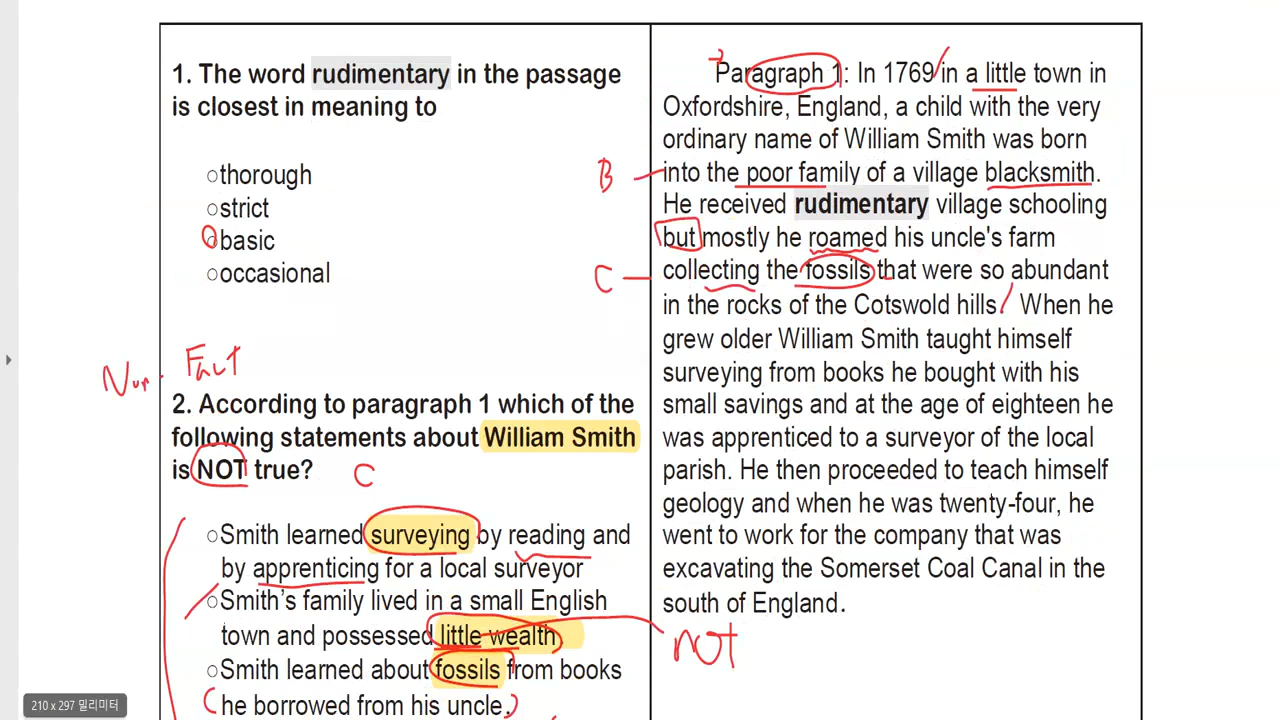 1. The word rudimentary in the passage
is closest in meaning to
thorough
strict
basic
occasional
Fact
2. According to paragraph 1 which of the
following statements about William Smith
is NOT true?
C
Smith learned surveying by reading and
by apprenticing for a local surveyor
Smith's family lived in a small English
town and possessed little wealth
Smith learned about fossils from books
he borrowed from his uncle.
Paragraph 1: In 1769 in a little town in
Oxfordshire, England, a child with the very
ordinary name of William Smith was born
B
into the poor family of a village blacksmith.
He received rudimentary village schooling
but mostly he roamed his uncle's farm
C
collecting the fossils that were so abundant
in the rocks of the Cotswold hills. When he
grew older William Smith taught himself
surveying from books he bought with his
small savings and at the age of eighteen he
was apprenticed to a surveyor of the local
parish. He then proceeded to teach himself
geology and when he was twenty-four, he
went to work for the company that was
excavating the Somerset Coal Canal in the
south of England.
not
210 x 297 밀리미터